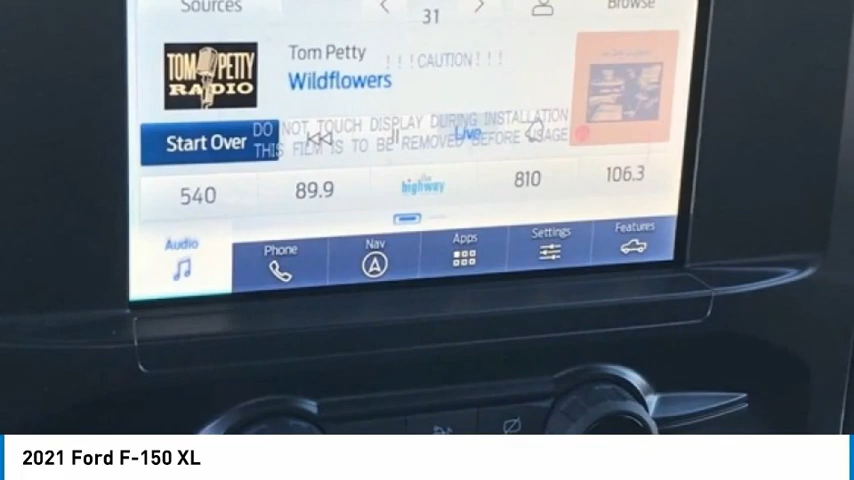 Sources
31
Browse
TOM PETTY
RADIO
Tom Petty
Wildflowers
! ! ! CAUTION ! ! !
DO NOT TOUCH DISPLAY DURING INSTALLATION
THIS FILM IS TO BE REMOVED BEFORE USAGE
Start Over
Live
540
89.9
the highway
810
106.3
Audio
Phone
Nav
Apps
Settings
Features
2021 Ford F-150 XL